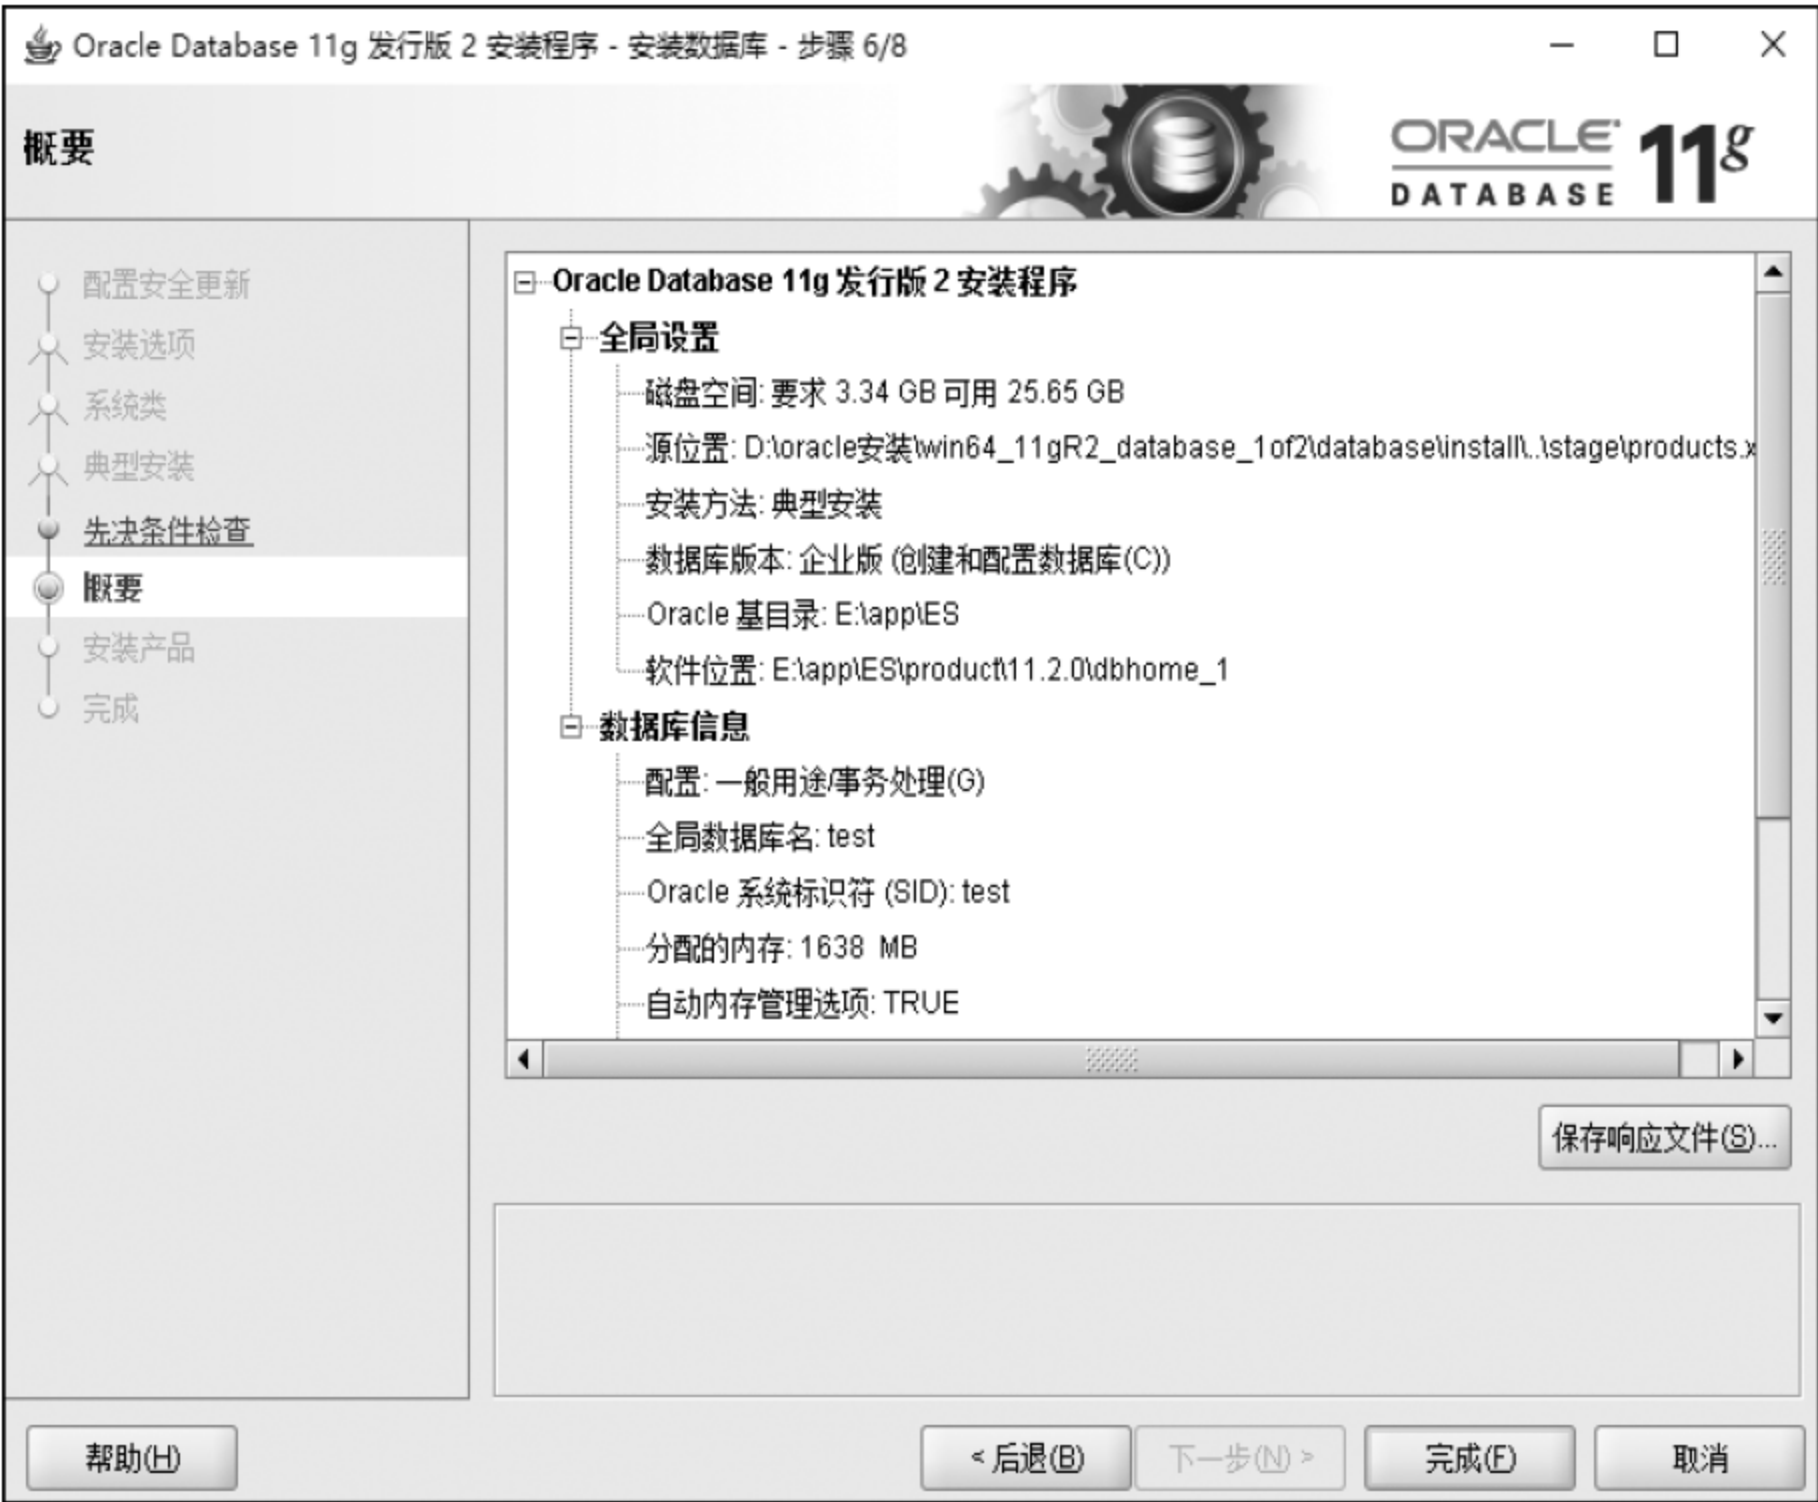 Oracle Database 11g 发行版 2 安装程序 - 安装数据库 - 步骤 6/8
概要
ORACLE 11g
DATABASE
配置安全更新
安装选项
系统类
典型安装
先决条件检查
概要
安装产品
完成
Oracle Database 11g 发行版 2 安装程序
全局设置
磁盘空间: 要求 3.34 GB 可用 25.65 GB
源位置: D:\oracle安装\win64_11gR2_database_1of2\database\install\..\stage\products.x
安装方法: 典型安装
数据库版本: 企业版 (创建和配置数据库(C))
Oracle 基目录: E:\app\ES
软件位置: E:\app\ES\product\11.2.0\dbhome_1
数据库信息
配置: 一般用途/事务处理(G)
全局数据库名: test
Oracle 系统标识符 (SID): test
分配的内存: 1638 MB
自动内存管理选项: TRUE
保存响应文件(S)...
帮助(H)
< 后退(B)
下一步(N) >
完成(F)
取消